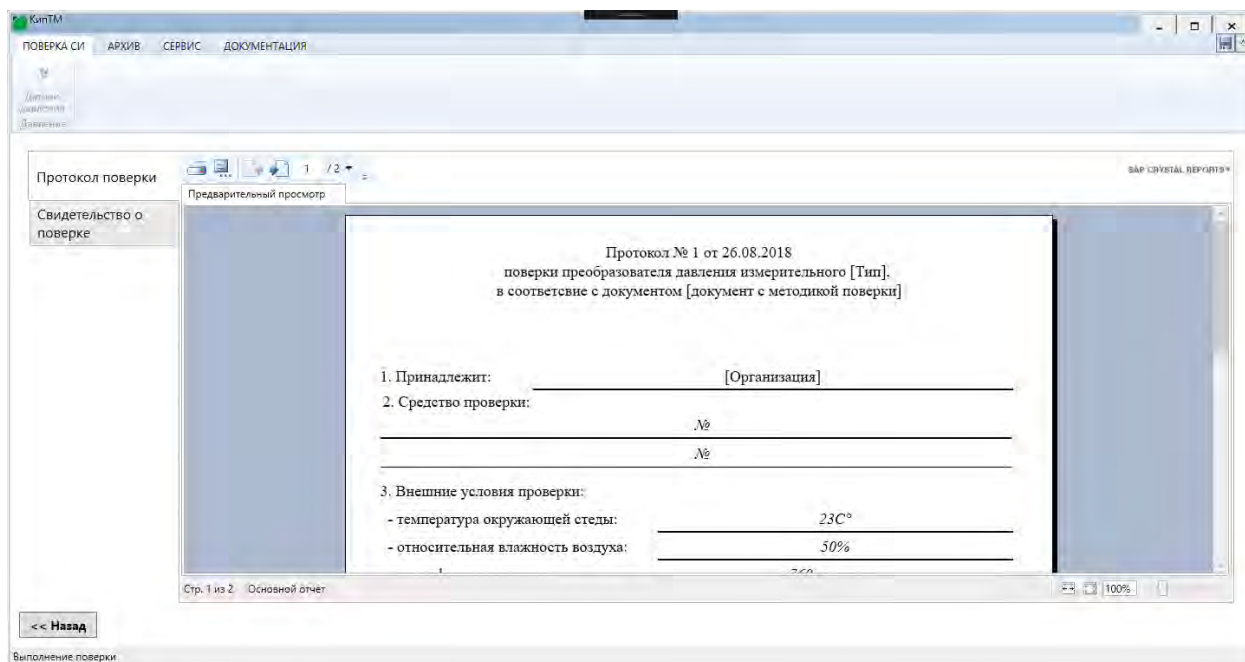 КипТМ
ПОВЕРКА СИ АРХИВ СЕРВИС ДОКУМЕНТАЦИЯ
Датчик
давления
Давление
Протокол поверки
Свидетельство о
поверке
1 /2
SAP CRYSTAL REPORTS
Предварительный просмотр
Протокол № 1 от 26.08.2018
поверки преобразователя давления измерительного [Тип],
в соответсвие с документом [документ с методикой поверки]
1. Принадлежит: [Организация]
2. Средство проверки:
№
№
3. Внешние условия проверки:
- температура окружающей стеды: 23C°
- относительная влажность воздуха: 50%
Стр. 1 из 2 Основной отчет
100%
<< Назад
Выполнение поверки